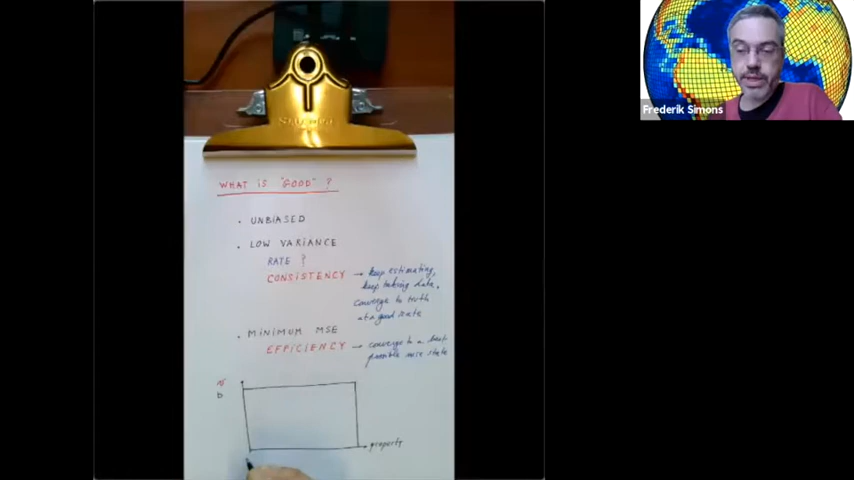 Frederik Simons
WHAT IS "GOOD" ?
• UNBIASED
• LOW VARIANCE
RATE ?
CONSISTENCY → keep estimating,
keep taking data,
converge to truth
at a good rate
• MINIMUM MSE
EFFICIENCY → converge to a best
possible mse
b
property